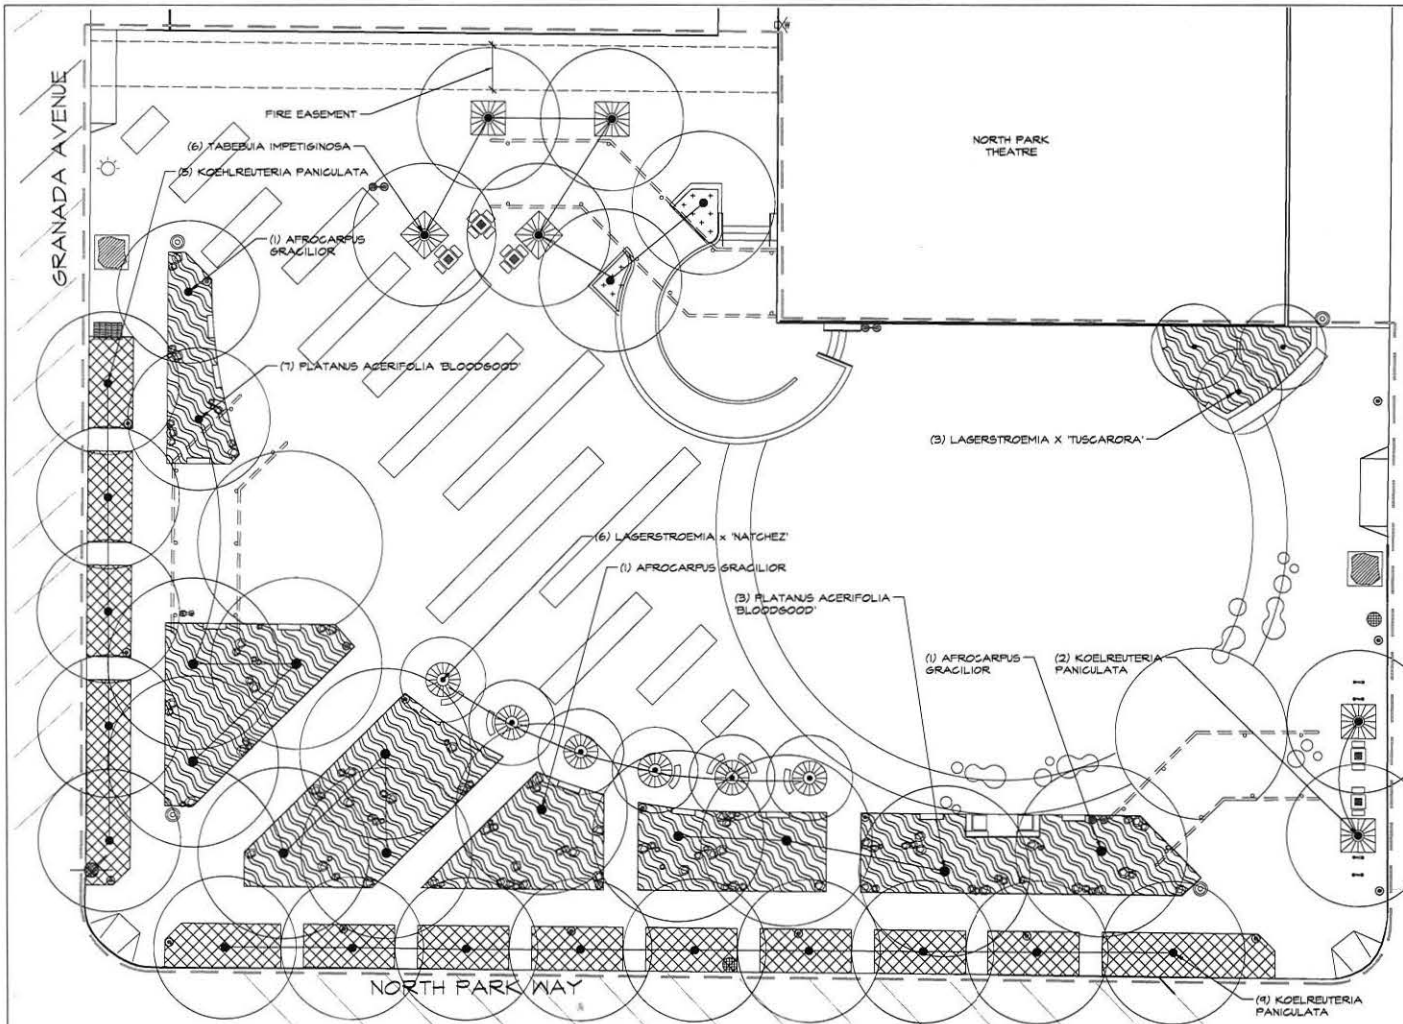 GRANADA AVENUE
FIRE EASEMENT
(6) TABEBUIA IMPETIGINOSA
(5) KOEHLREUTERIA PANICULATA
(1) AFROCARPUS
GRACILIOR
(7) PLATANUS ACERIFOLIA 'BLOODGOOD'
NORTH PARK
THEATRE
(3) LAGERSTROEMIA X 'TUSCARORA'
(6) LAGERSTROEMIA x 'NATCHEZ'
(1) AFROCARPUS GRACILIOR
(3) PLATANUS ACERIFOLIA
'BLOODGOOD'
(1) AFROCARPUS
GRACILIOR
(2) KOELREUTERIA
PANICULATA
NORTH PARK WAY
(9) KOELREUTERIA
PANICULATA